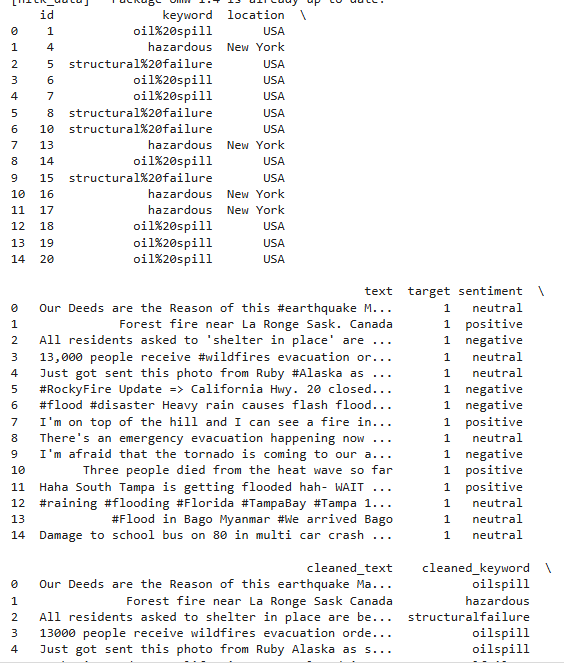 [nltk_data]   Package omw-1.4 is already up to date!
id keyword location \
0 1 oil%20spill USA
1 4 hazardous New York
2 5 structural%20failure USA
3 6 oil%20spill USA
4 7 oil%20spill USA
5 8 structural%20failure USA
6 10 structural%20failure USA
7 13 hazardous New York
8 14 oil%20spill USA
9 15 structural%20failure USA
10 16 hazardous New York
11 17 hazardous New York
12 18 oil%20spill USA
13 19 oil%20spill USA
14 20 oil%20spill USA
text target sentiment \
0 Our Deeds are the Reason of this #earthquake M... 1 neutral
1 Forest fire near La Ronge Sask. Canada 1 positive
2 All residents asked to 'shelter in place' are ... 1 negative
3 13,000 people receive #wildfires evacuation or... 1 neutral
4 Just got sent this photo from Ruby #Alaska as ... 1 neutral
5 #RockyFire Update => California Hwy. 20 closed... 1 negative
6 #flood #disaster Heavy rain causes flash flood... 1 negative
7 I'm on top of the hill and I can see a fire in... 1 positive
8 There's an emergency evacuation happening now ... 1 neutral
9 I'm afraid that the tornado is coming to our a... 1 negative
10 Three people died from the heat wave so far 1 positive
11 Haha South Tampa is getting flooded hah- WAIT ... 1 positive
12 #raining #flooding #Florida #TampaBay #Tampa 1... 1 neutral
13 #Flood in Bago Myanmar #We arrived Bago 1 neutral
14 Damage to school bus on 80 in multi car crash ... 1 neutral
cleaned_text cleaned_keyword \
0 Our Deeds are the Reason of this earthquake Ma... oilspill
1 Forest fire near La Ronge Sask Canada hazardous
2 All residents asked to shelter in place are be... structuralfailure
3 13000 people receive wildfires evacuation orde... oilspill
4 Just got sent this photo from Ruby Alaska as s... oilspill